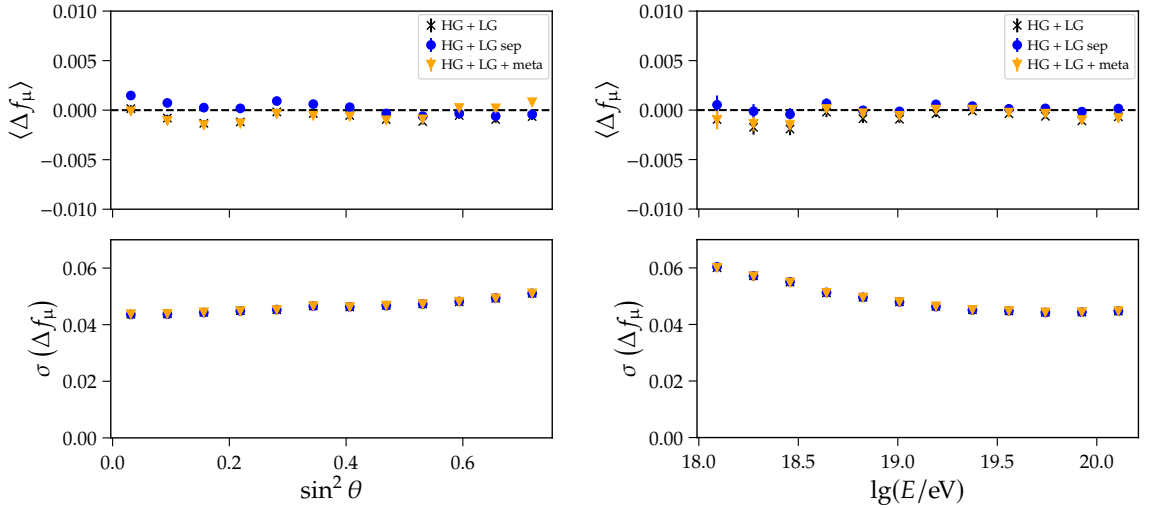 ⟨Δf_μ⟩
0.010
0.005
0.000
−0.005
−0.010
HG + LG
HG + LG sep
HG + LG + meta
⟨Δf_μ⟩
0.010
0.005
0.000
−0.005
−0.010
HG + LG
HG + LG sep
HG + LG + meta
σ (Δf_μ)
0.06
0.04
0.02
0.00
0.0 0.2 0.4 0.6
sin² θ
σ (Δf_μ)
0.06
0.04
0.02
0.00
18.0 18.5 19.0 19.5 20.0
lg(E/eV)